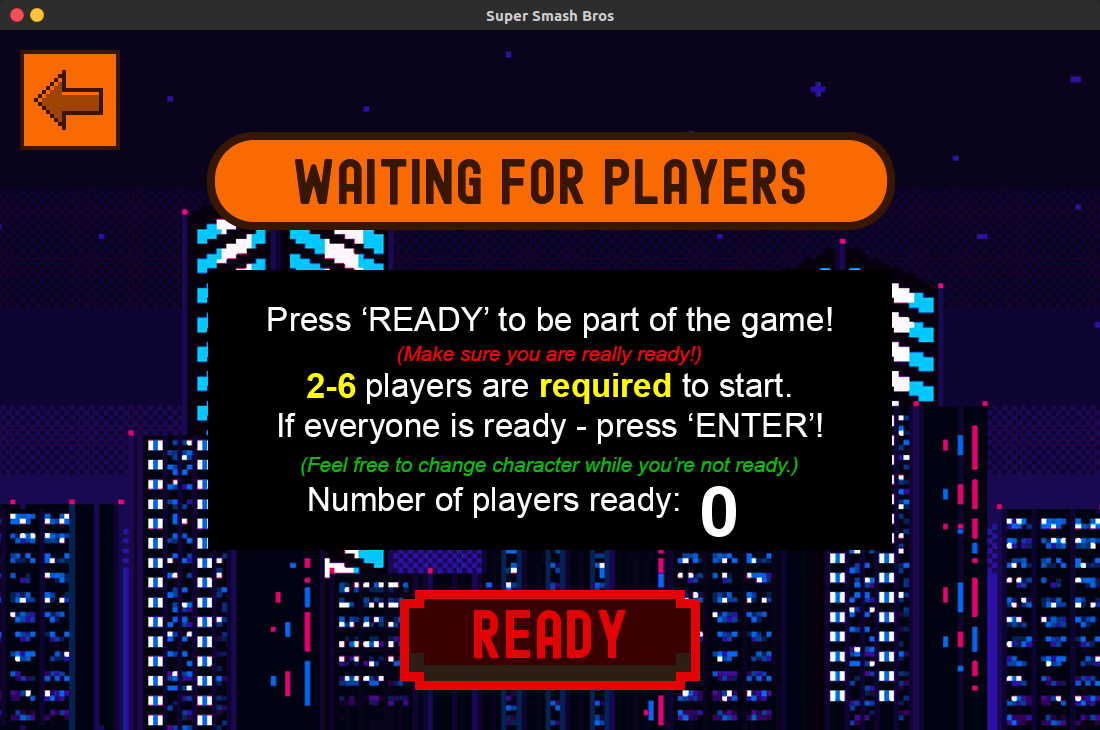 Super Smash Bros
WAITING FOR PLAYERS
Press ‘READY’ to be part of the game!
(Make sure you are really ready!)
2-6 players are required to start.
If everyone is ready - press ‘ENTER’!
(Feel free to change character while you’re not ready.)
Number of players ready: 0
READY